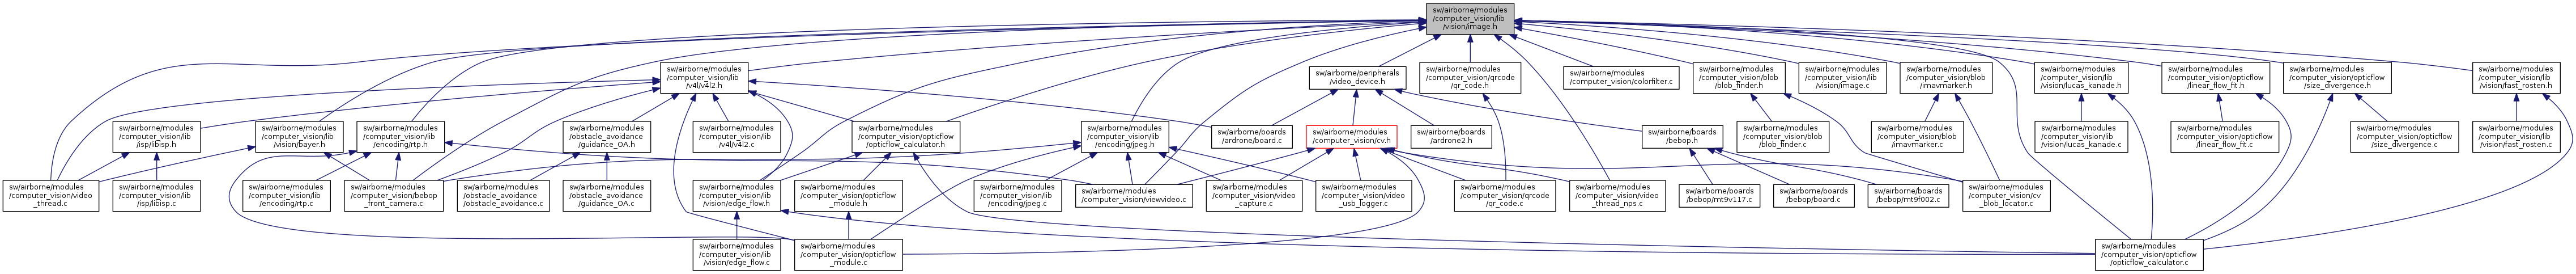 sw/airborne/modules
/computer_vision/lib
/vision/image.h
sw/airborne/modules
/computer_vision/lib
/v4l/v4l2.h
sw/airborne/peripherals
/video_device.h
sw/airborne/modules
/computer_vision/qrcode
/qr_code.h
sw/airborne/modules
/computer_vision/colorfilter.c
sw/airborne/modules
/computer_vision/blob
/blob_finder.h
sw/airborne/modules
/computer_vision/lib
/vision/image.c
sw/airborne/modules
/computer_vision/blob
/imavmarker.h
sw/airborne/modules
/computer_vision/lib
/vision/lucas_kanade.h
sw/airborne/modules
/computer_vision/opticflow
/linear_flow_fit.h
sw/airborne/modules
/computer_vision/opticflow
/size_divergence.h
sw/airborne/modules
/computer_vision/lib
/vision/fast_rosten.h
sw/airborne/modules
/computer_vision/lib
/isp/libisp.h
sw/airborne/modules
/computer_vision/lib
/vision/bayer.h
sw/airborne/modules
/computer_vision/lib
/encoding/rtp.h
sw/airborne/modules
/obstacle_avoidance
/guidance_OA.h
sw/airborne/modules
/computer_vision/lib
/v4l/v4l2.c
sw/airborne/modules
/computer_vision/opticflow
/opticflow_calculator.h
sw/airborne/modules
/computer_vision/lib
/encoding/jpeg.h
sw/airborne/boards
/ardrone/board.c
sw/airborne/modules
/computer_vision/cv.h
sw/airborne/boards
/ardrone2.h
sw/airborne/boards
/bebop.h
sw/airborne/modules
/computer_vision/blob
/blob_finder.c
sw/airborne/modules
/computer_vision/blob
/imavmarker.c
sw/airborne/modules
/computer_vision/lib
/vision/lucas_kanade.c
sw/airborne/modules
/computer_vision/opticflow
/linear_flow_fit.c
sw/airborne/modules
/computer_vision/opticflow
/size_divergence.c
sw/airborne/modules
/computer_vision/lib
/vision/fast_rosten.c
sw/airborne/modules
/computer_vision/video
_thread.c
sw/airborne/modules
/computer_vision/lib
/isp/libisp.c
sw/airborne/modules
/computer_vision/lib
/encoding/rtp.c
sw/airborne/modules
/computer_vision/bebop
_front_camera.c
sw/airborne/modules
/obstacle_avoidance
/obstacle_avoidance.c
sw/airborne/modules
/obstacle_avoidance
/guidance_OA.c
sw/airborne/modules
/computer_vision/lib
/vision/edge_flow.h
sw/airborne/modules
/computer_vision/opticflow
_module.h
sw/airborne/modules
/computer_vision/lib
/encoding/jpeg.c
sw/airborne/modules
/computer_vision/viewvideo.c
sw/airborne/modules
/computer_vision/video
_capture.c
sw/airborne/modules
/computer_vision/video
_usb_logger.c
sw/airborne/modules
/computer_vision/qrcode
/qr_code.c
sw/airborne/modules
/computer_vision/video
_thread_nps.c
sw/airborne/boards
/bebop/mt9v117.c
sw/airborne/boards
/bebop/board.c
sw/airborne/boards
/bebop/mt9f002.c
sw/airborne/modules
/computer_vision/cv
_blob_locator.c
sw/airborne/modules
/computer_vision/lib
/vision/edge_flow.c
sw/airborne/modules
/computer_vision/opticflow
_module.c
sw/airborne/modules
/computer_vision/opticflow
/opticflow_calculator.c